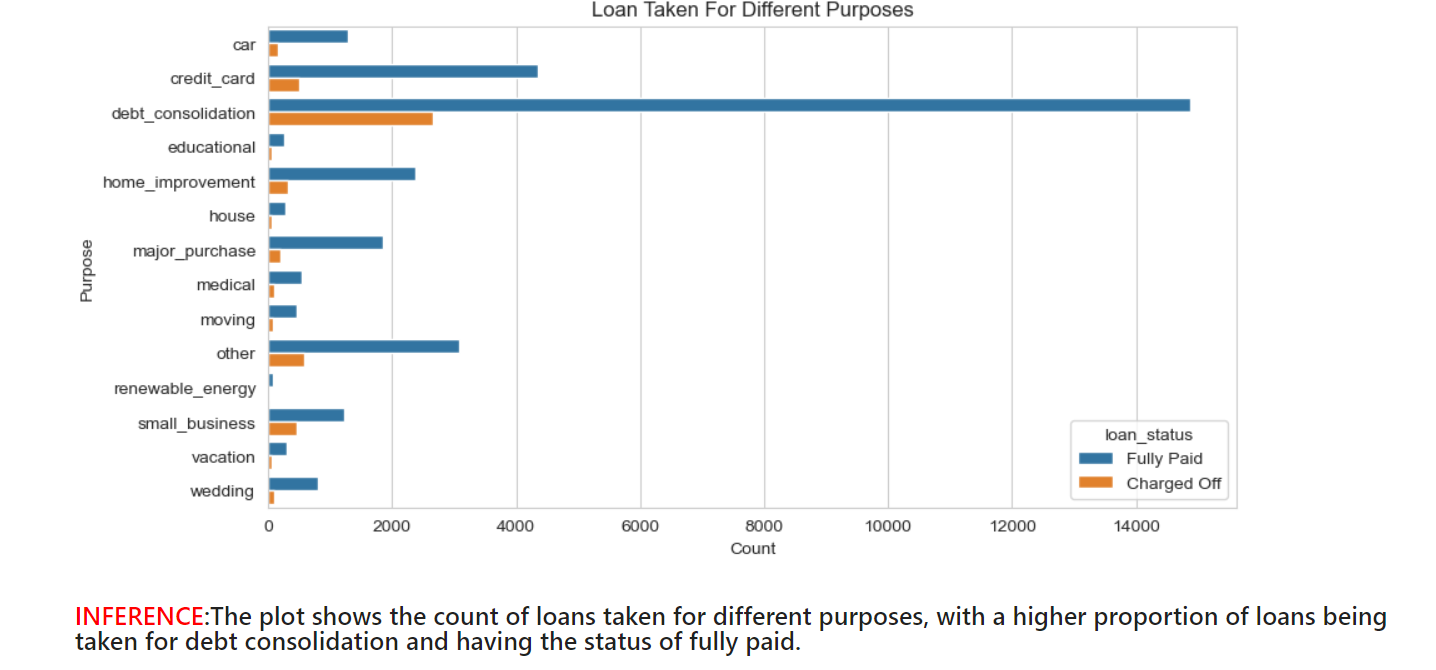 Loan Taken For Different Purposes
car
credit_card
debt_consolidation
educational
home_improvement
house
major_purchase
medical
moving
other
renewable_energy
small_business
vacation
wedding
Purpose
loan_status
Fully Paid
Charged Off
0 2000 4000 6000 8000 10000 12000 14000
Count
INFERENCE:The plot shows the count of loans taken for different purposes, with a higher proportion of loans being
taken for debt consolidation and having the status of fully paid.